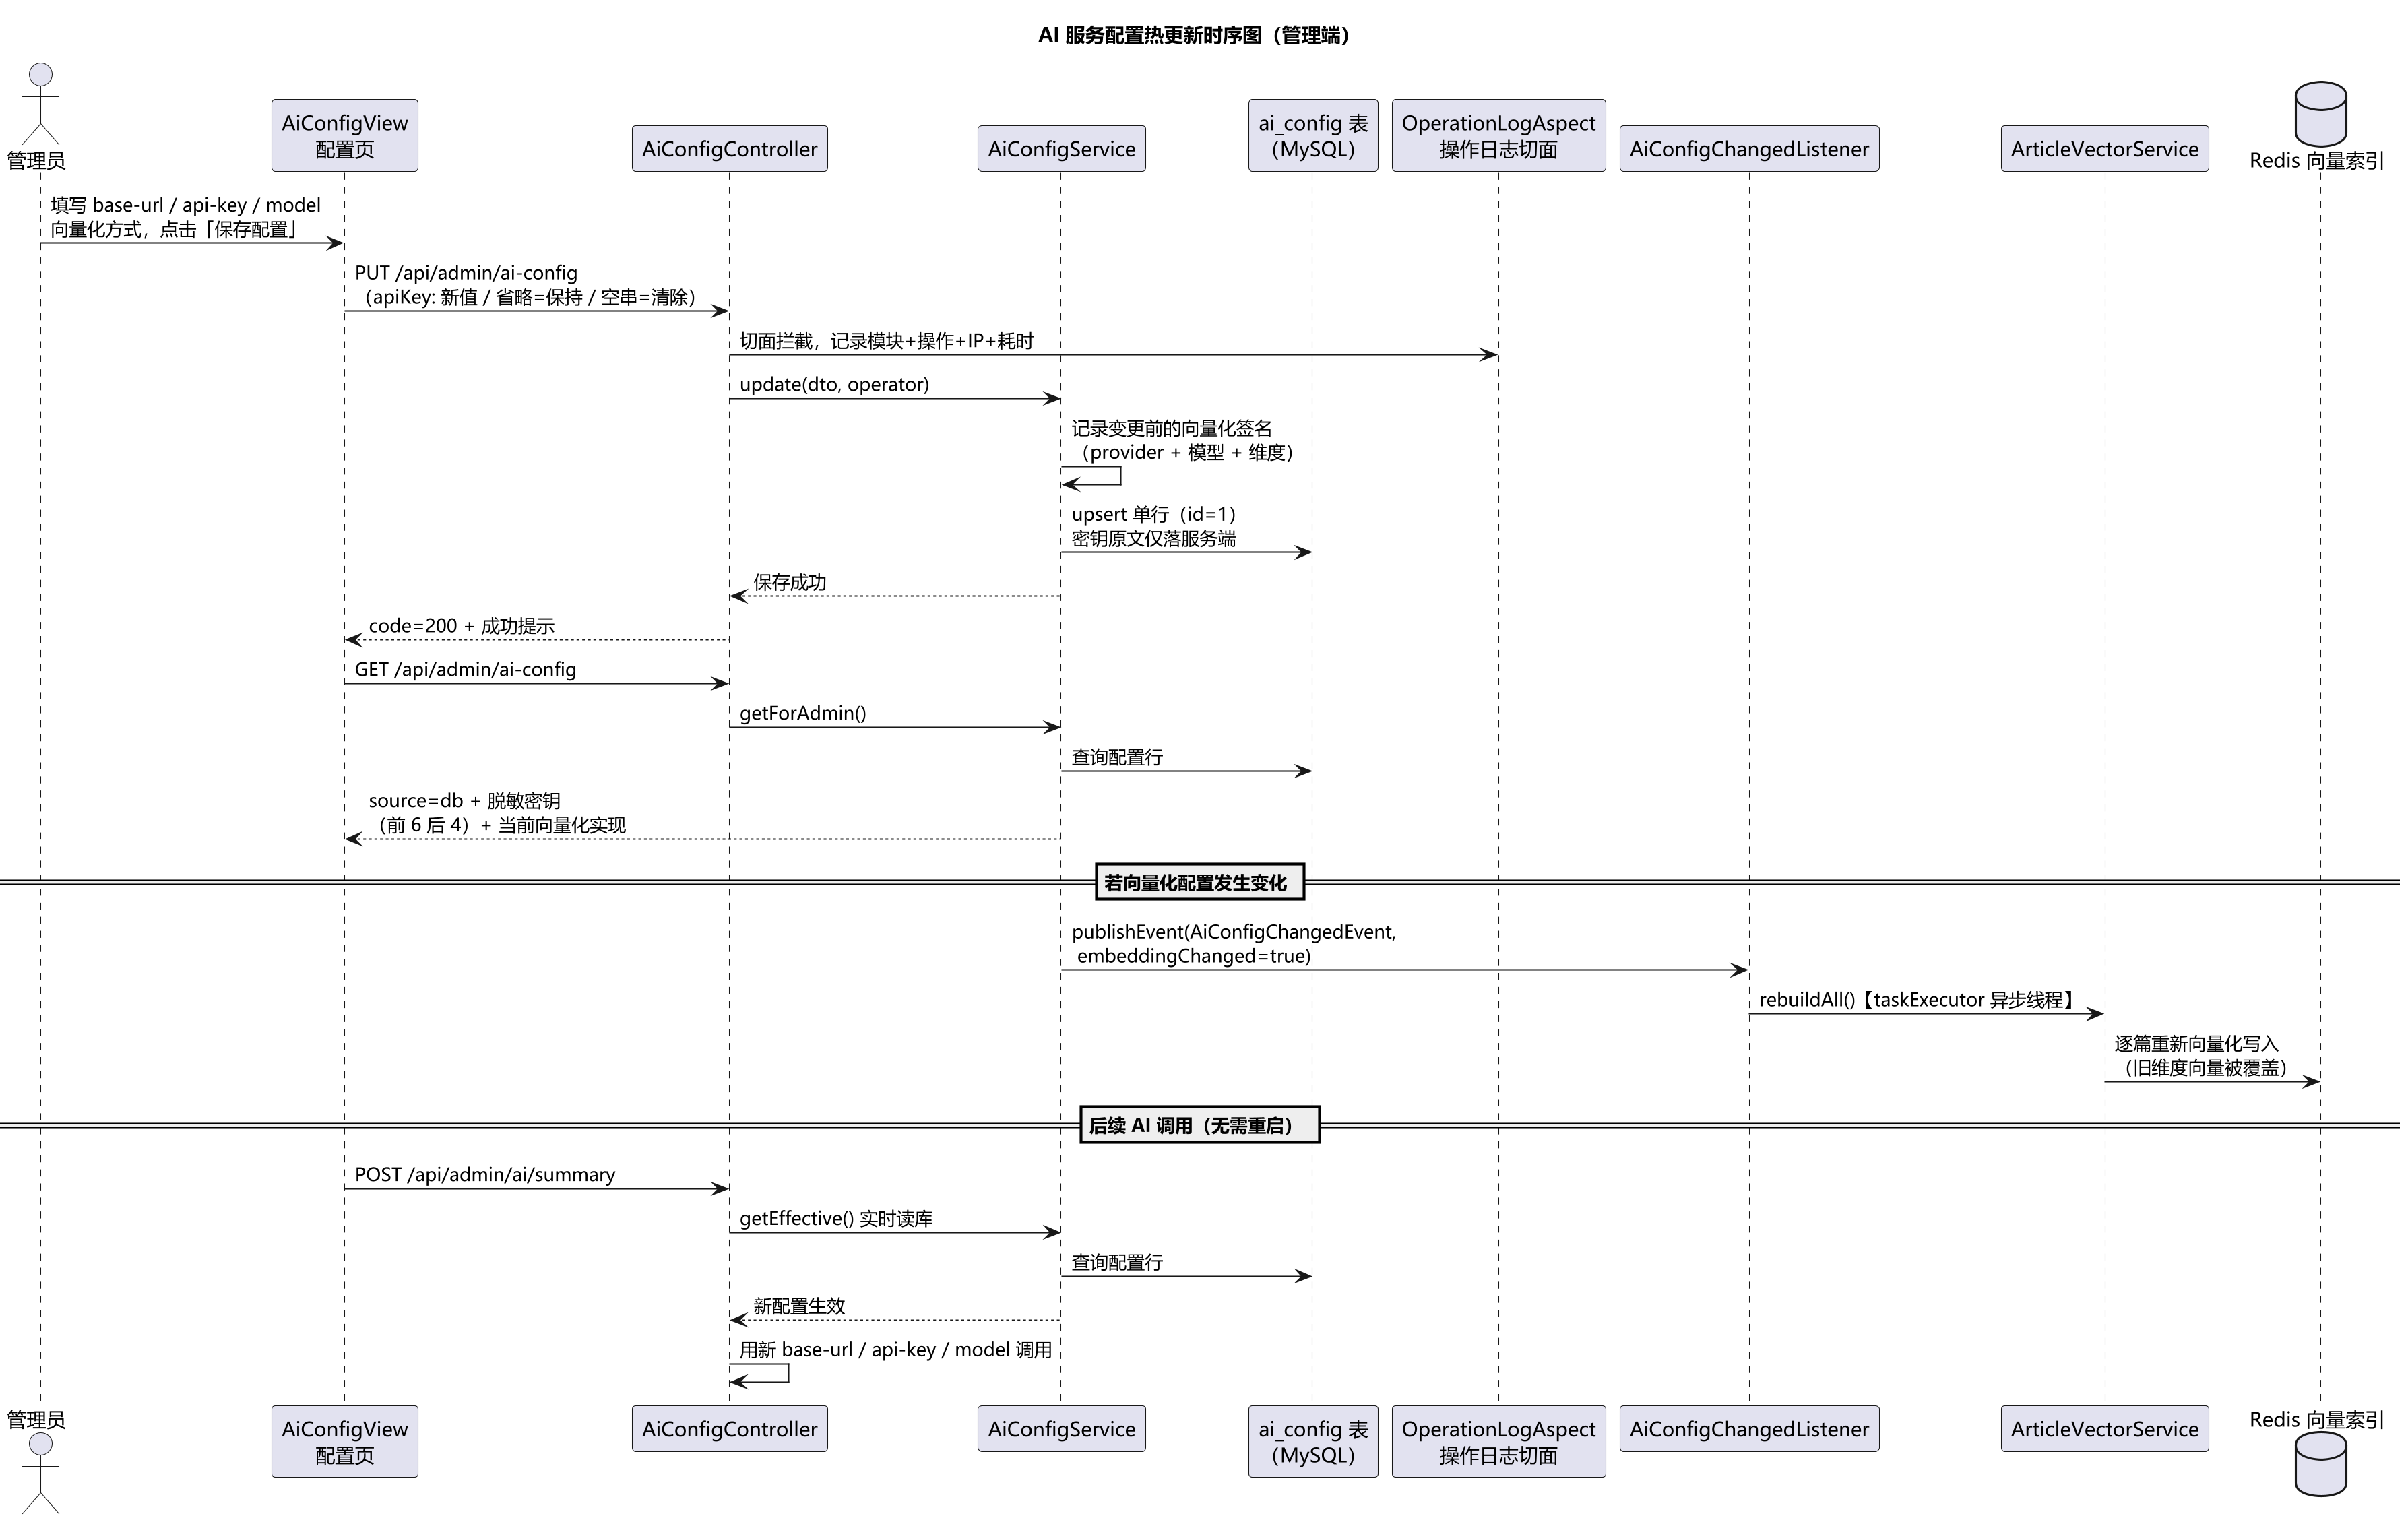 AI 服务配置热更新时序图（管理端）
管理员
AiConfigView
配置页
AiConfigController
AiConfigService
ai_config 表
（MySQL）
OperationLogAspect
操作日志切面
AiConfigChangedListener
ArticleVectorService
Redis 向量索引
填写 base-url / api-key / model
向量化方式，点击「保存配置」
PUT /api/admin/ai-config
（apiKey: 新值 / 省略=保持 / 空串=清除）
切面拦截，记录模块+操作+IP+耗时
update(dto, operator)
记录变更前的向量化签名
（provider + 模型 + 维度）
upsert 单行（id=1）
密钥原文仅落服务端
保存成功
code=200 + 成功提示
GET /api/admin/ai-config
getForAdmin()
查询配置行
source=db + 脱敏密钥
（前 6 后 4）+ 当前向量化实现
若向量化配置发生变化
publishEvent(AiConfigChangedEvent,
embeddingChanged=true)
rebuildAll()【taskExecutor 异步线程】
逐篇重新向量化写入
（旧维度向量被覆盖）
后续 AI 调用（无需重启）
POST /api/admin/ai/summary
getEffective() 实时读库
查询配置行
新配置生效
用新 base-url / api-key / model 调用
管理员
AiConfigView
配置页
AiConfigController
AiConfigService
ai_config 表
（MySQL）
OperationLogAspect
操作日志切面
AiConfigChangedListener
ArticleVectorService
Redis 向量索引